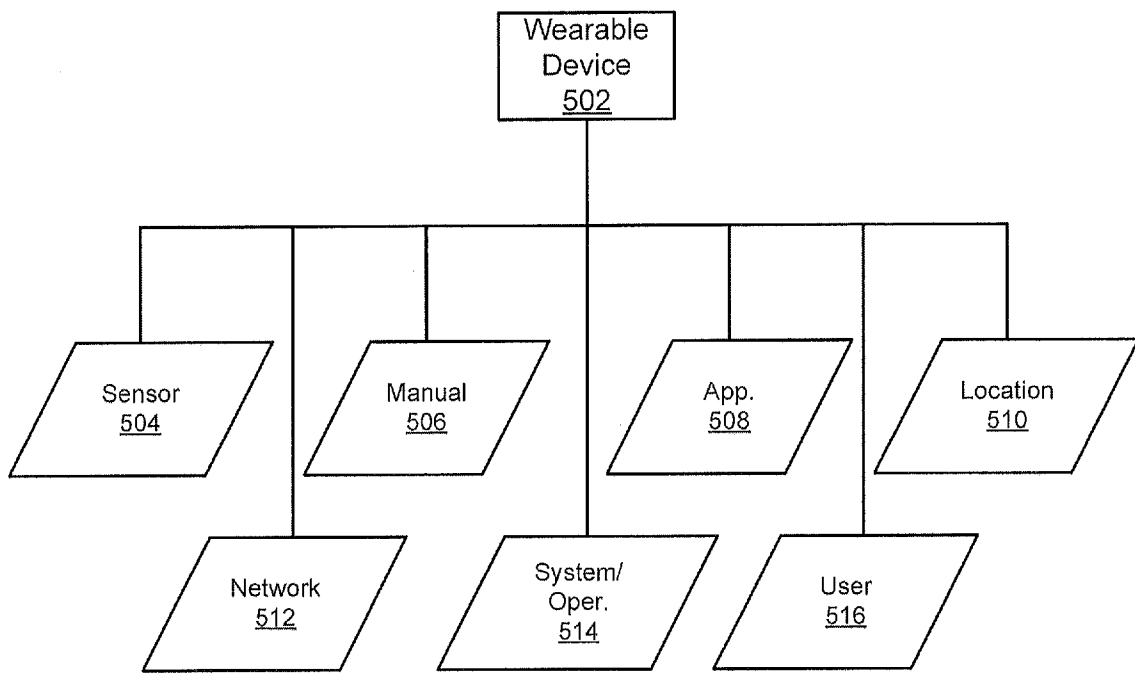 Wearable
Device
502
Sensor
504
Manual
506
App.
508
Location
510
Network
512
System/
Oper.
514
User
516